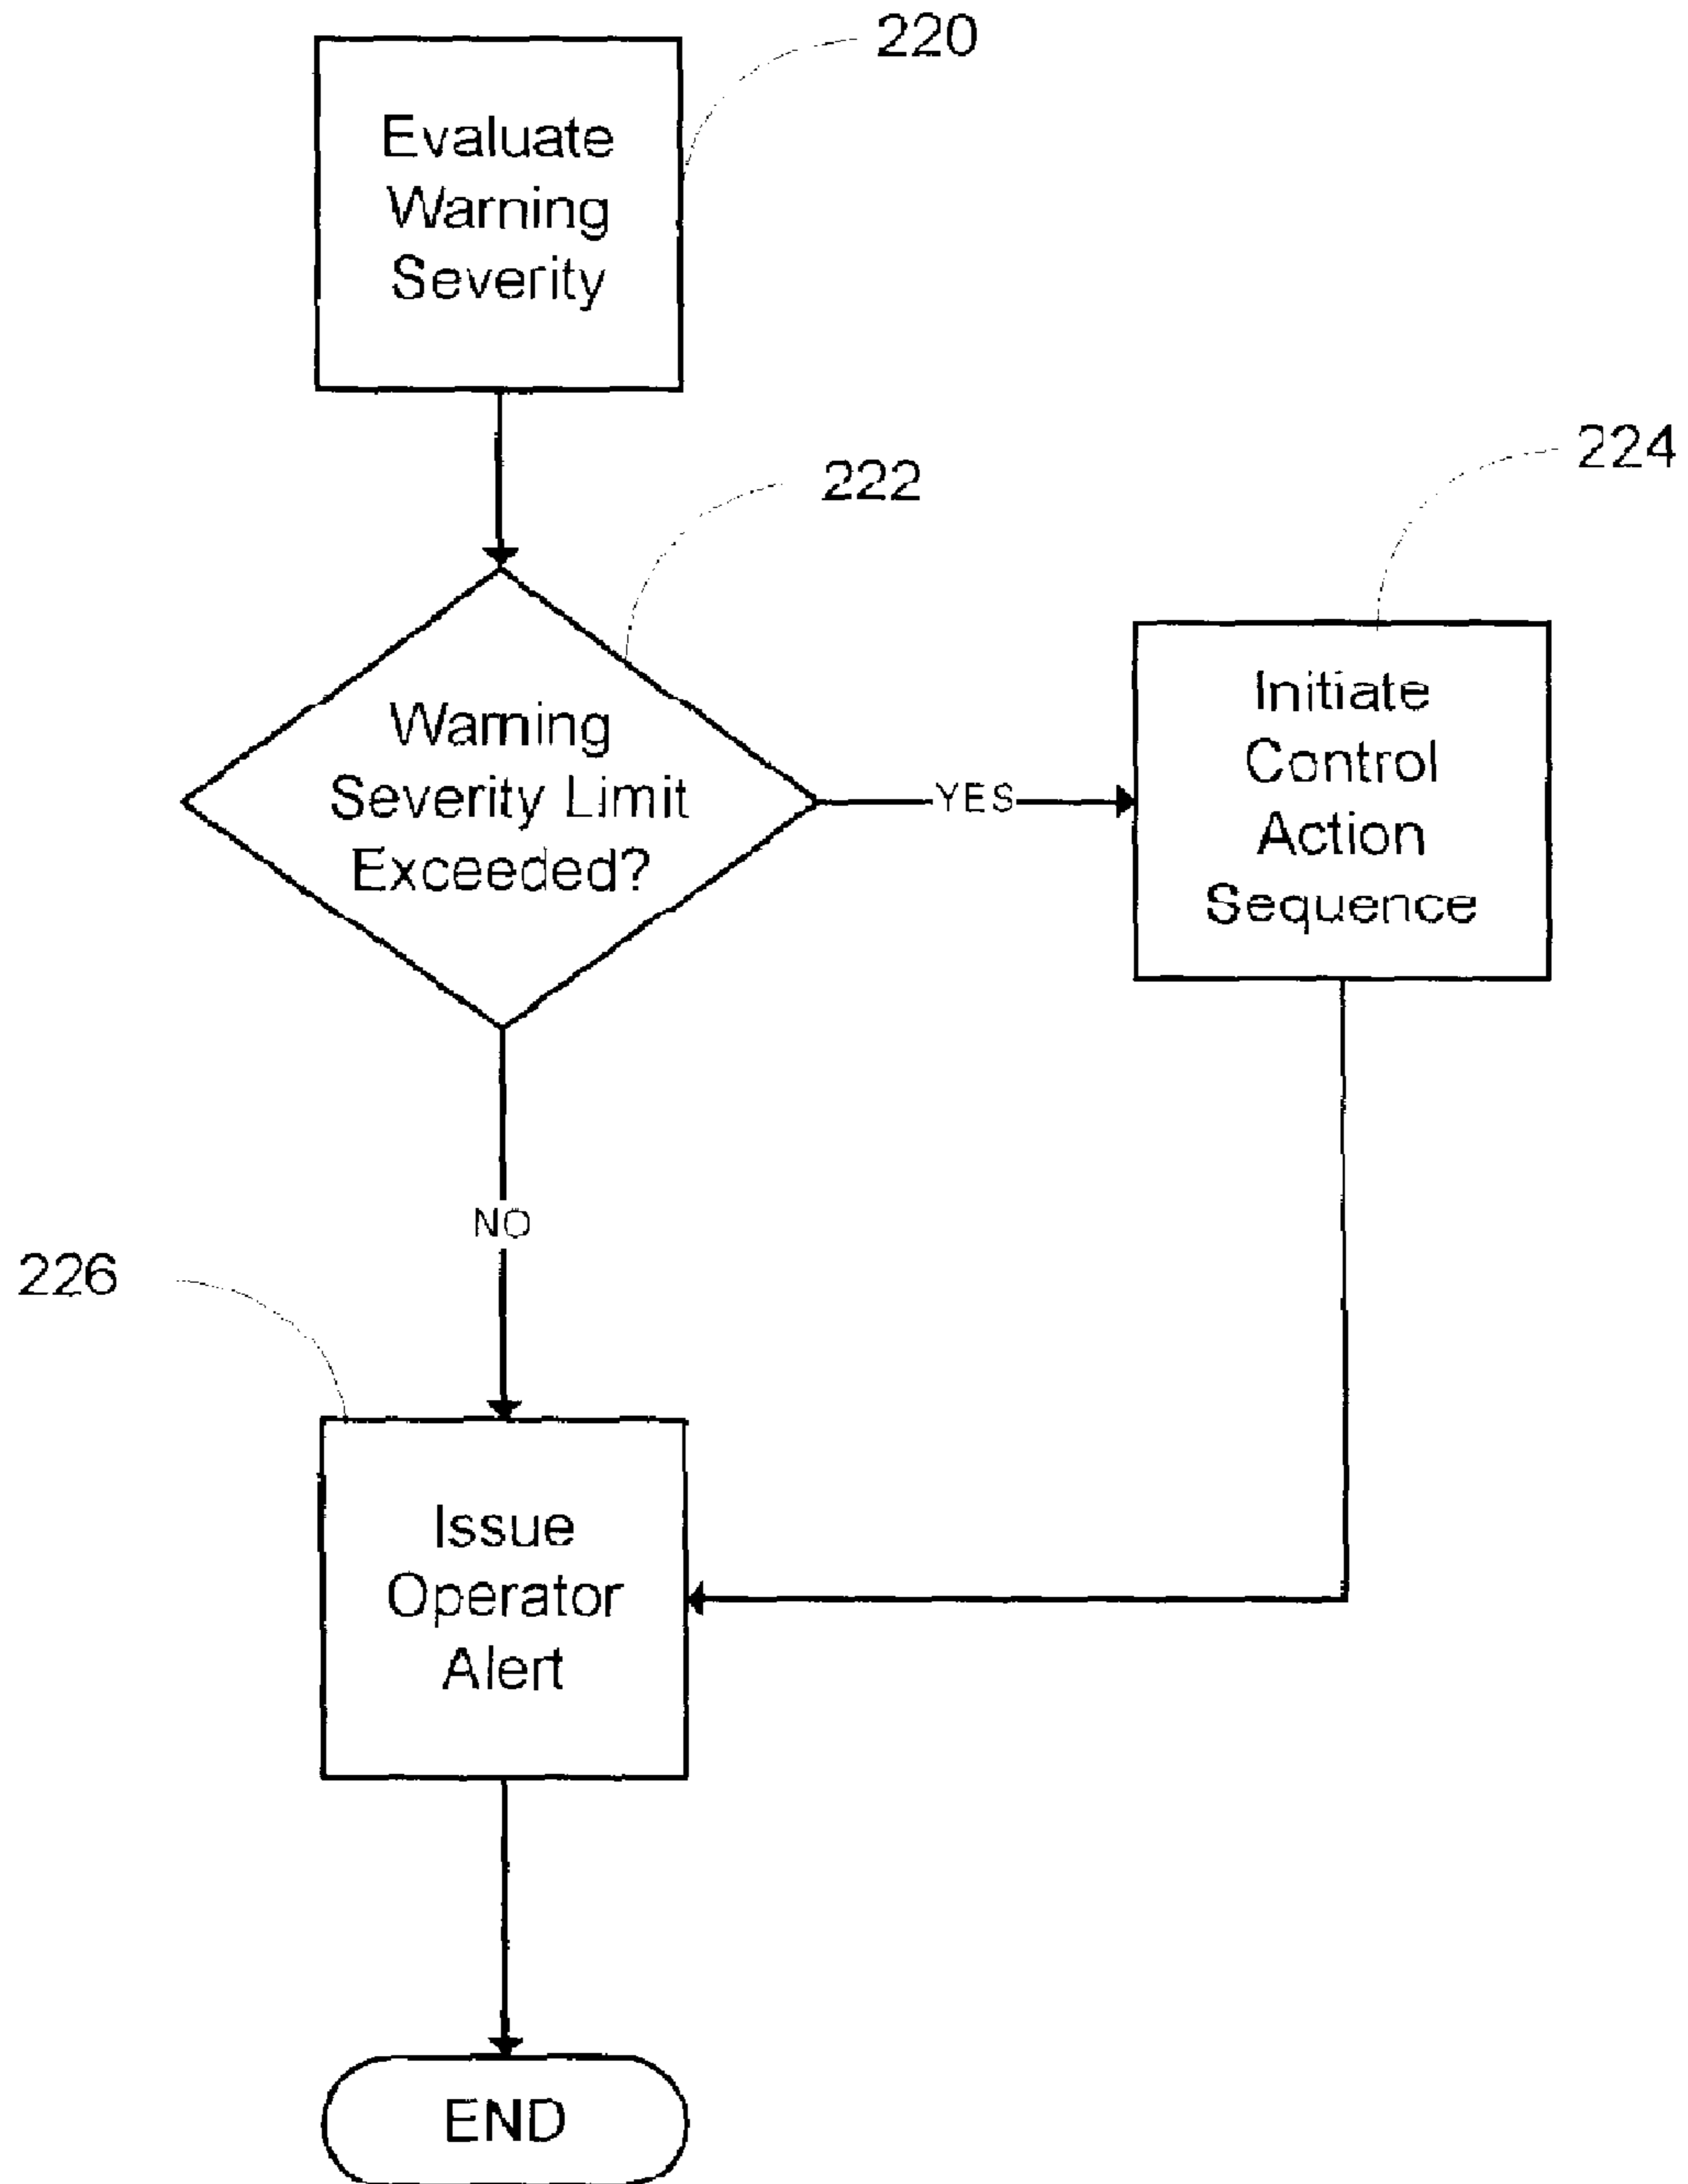 220
Evaluate
Warning
Severity
222
224
Warning
Severity Limit
Exceeded?
YES
Initiate
Control
Action
Sequence
NO
226
Issue
Operator
Alert
END